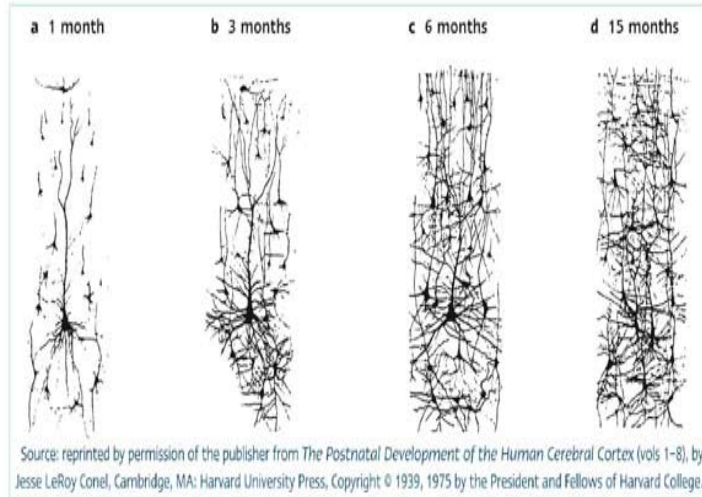 a 1 month b 3 months c 6 months d 15 months
Source: reprinted by permission of the publisher from The Postnatal Development of the Human Cerebral Cortex (vols 1–8), by
Jesse LeRoy Conel, Cambridge, MA: Harvard University Press, Copyright © 1939, 1975 by the President and Fellows of Harvard College.